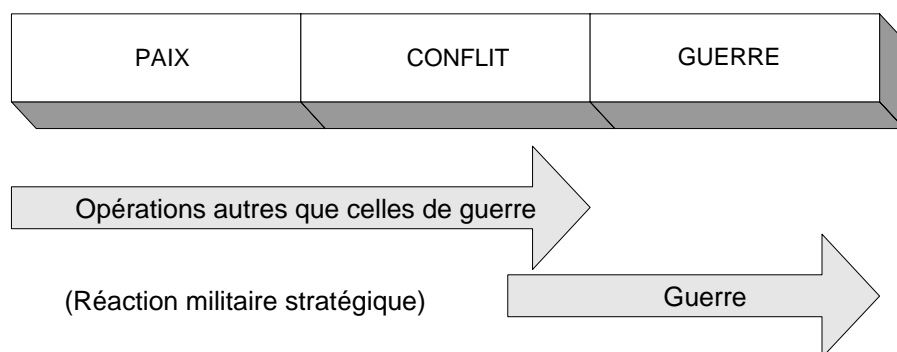 PAIX CONFLIT GUERRE
Opérations autres que celles de guerre
(Réaction militaire stratégique) Guerre